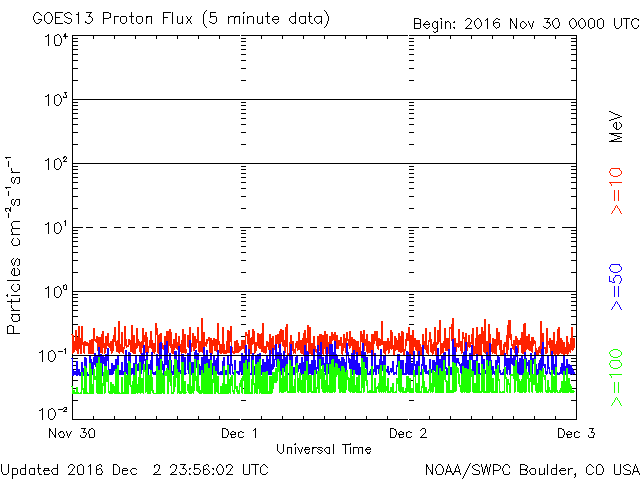 GOES13 Proton Flux (5 minute data)
Begin: 2016 Nov 30 0000 UTC
Particles cm⁻²s⁻¹sr⁻¹
10⁴
10³
10²
10¹
10⁰
10⁻¹
10⁻²
Nov 30
Dec 1
Dec 2
Dec 3
Universal Time
MeV
>=10
>=50
>=100
Updated 2016 Dec 2 23:56:02 UTC
NOAA/SWPC Boulder, CO USA